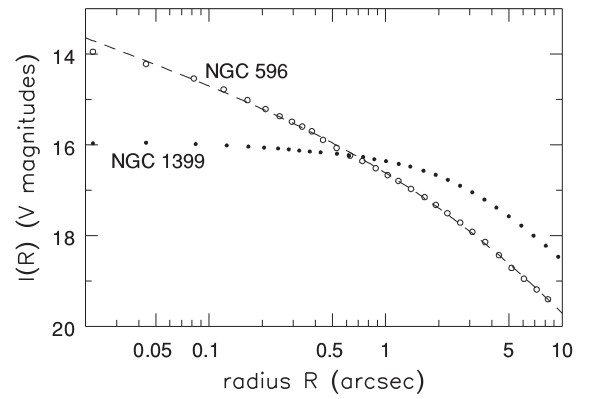 14
NGC 596
16
NGC 1399
18
20
I(R) (V magnitudes)
0.05 0.1 0.5 1 5 10
radius R (arcsec)